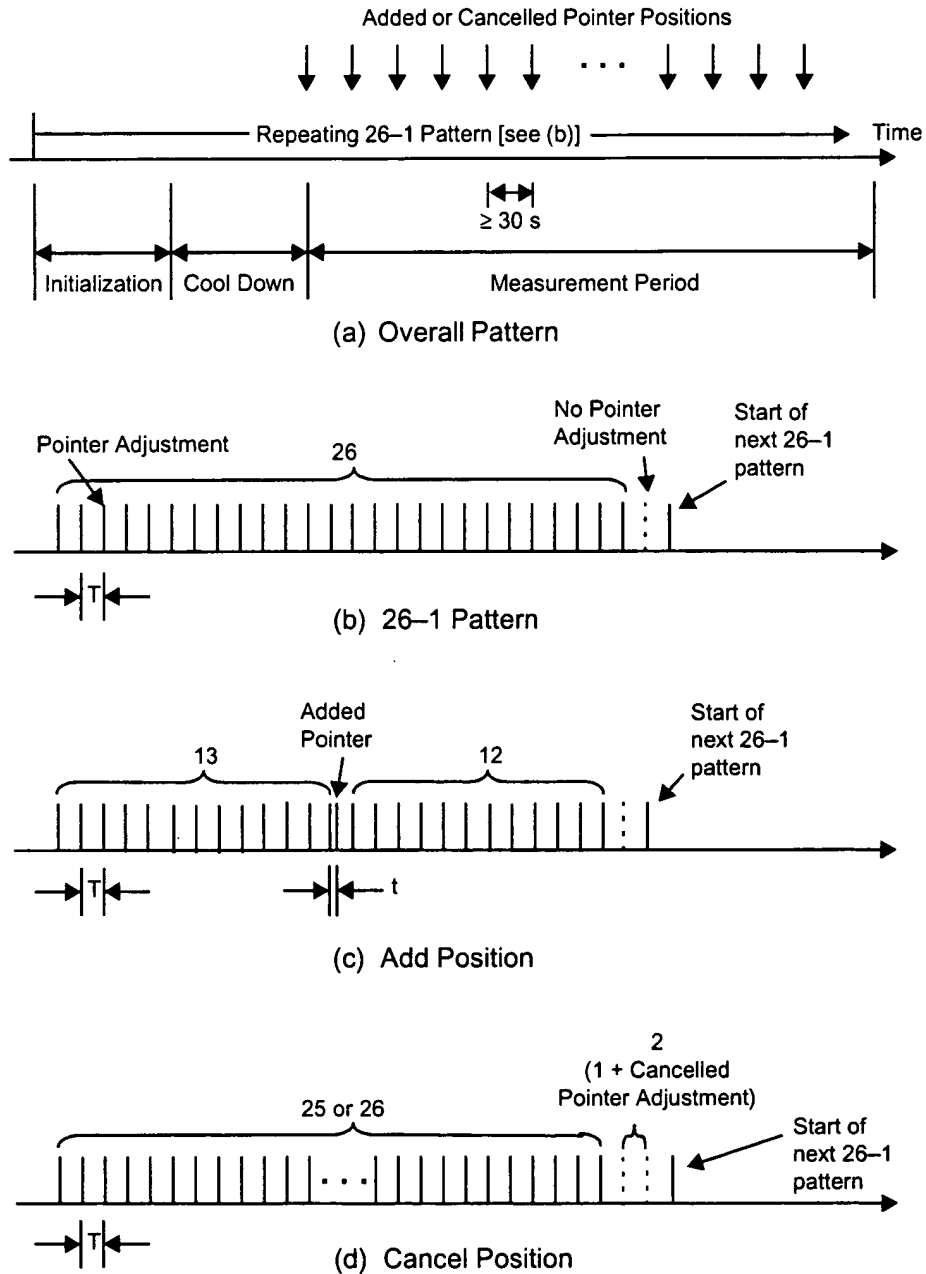 Added or Cancelled Pointer Positions
. . .
Repeating 26–1 Pattern [see (b)]
Time
≥ 30 s
Initialization
Cool Down
Measurement Period
(a) Overall Pattern
No Pointer
Adjustment
Start of
next 26–1
pattern
Pointer Adjustment
26
T
(b) 26–1 Pattern
Added
Pointer
Start of
next 26–1
pattern
13
12
T
t
(c) Add Position
2
(1 + Cancelled
Pointer Adjustment)
25 or 26
Start of
next 26–1
pattern
. . .
T
(d) Cancel Position